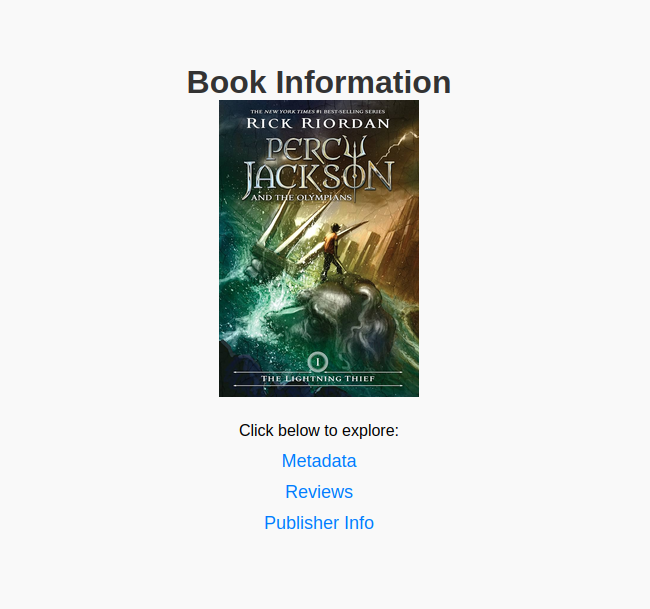 Book Information
THE NEW YORK TIMES #1 BEST-SELLING SERIES
RICK RIORDAN
PERCY
JACKSON
AND THE OLYMPIANS
1
THE LIGHTNING THIEF
Click below to explore:
Metadata
Reviews
Publisher Info